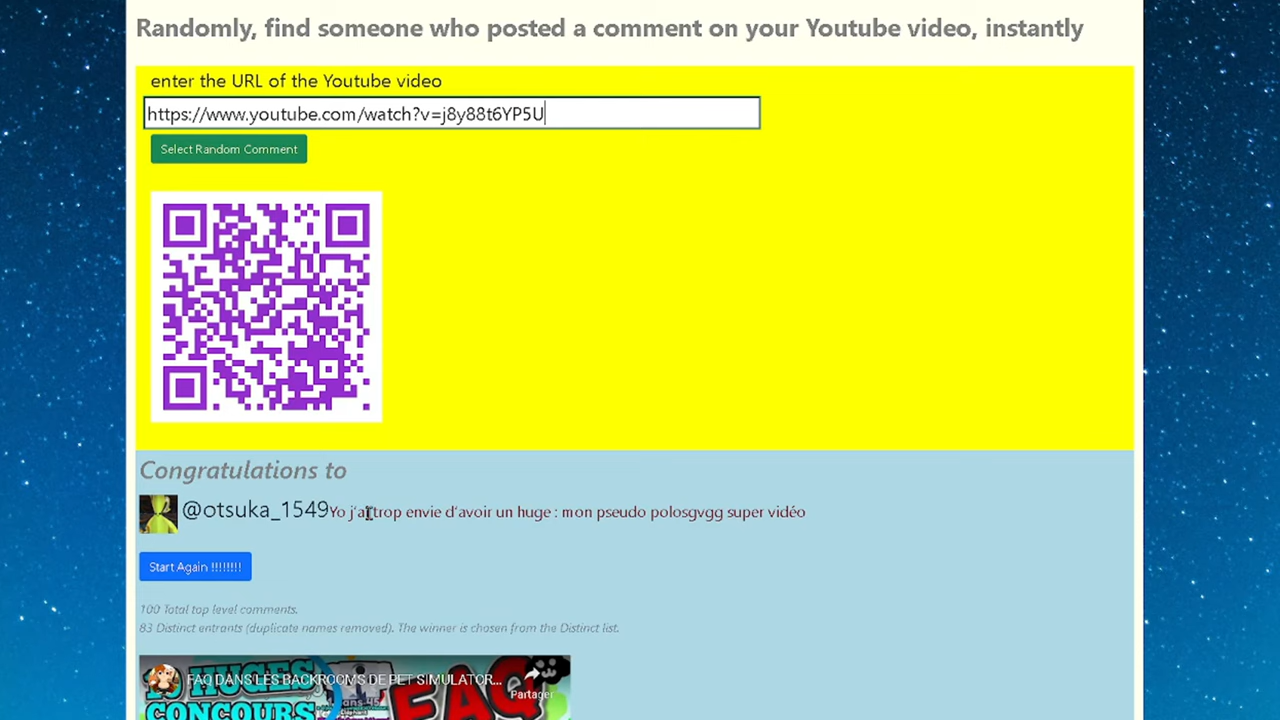 Randomly, find someone who posted a comment on your Youtube video, instantly
enter the URL of the Youtube video
https://www.youtube.com/watch?v=j8y88t6YP5U
Select Random Comment
Congratulations to
@otsuka_1549 Yo j'ai trop envie d'avoir un huge : mon pseudo polosgvgg super vidéo
Start Again !!!!!!!!
100 Total top level comments.
83 Distinct entrants (duplicate names removed). The winner is chosen from the Distinct list.
FAQ DANS LES BACKROOMS DE PET SIMULATOR...
Partager
HUGES
CONCOURS
FAQ